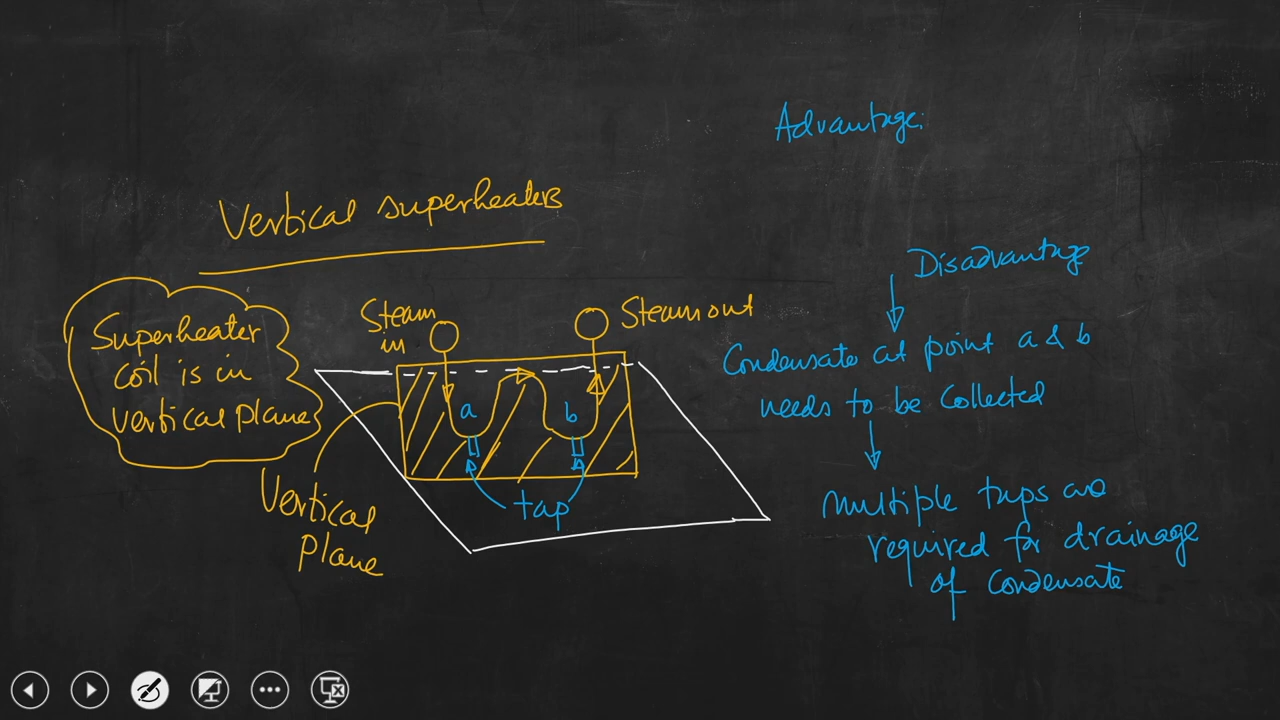 Advantage:
Vertical superheaters
Disadvantage
Superheater
coil is in
vertical plane
Steam
in
Steam out
Condensate at point a & b
needs to be collected
a
b
Vertical
plane
tap
Multiple taps are
required for drainage
of condensate